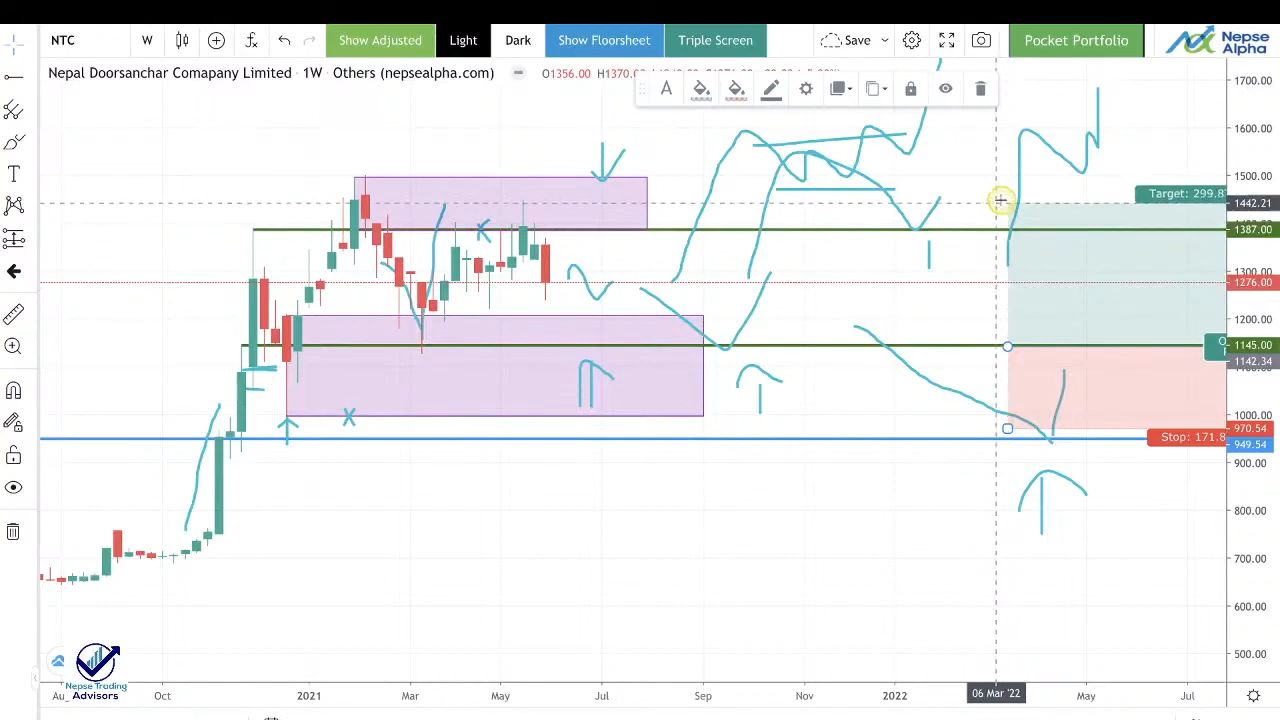 NTC W Show Adjusted Light Dark Show Floorsheet Triple Screen Save Pocket Portfolio Nepse Alpha
Nepal Doorsanchar Comapany Limited · 1W · Others (nepsealpha.com) O1356.00 H1370.
1700.00
1600.00
1500.00
Target: 299.8
1442.21
1387.00
1300.00
1276.00
1200.00
1145.00
1142.34
1000.00
970.54
Stop: 171.8
949.54
900.00
800.00
700.00
600.00
500.00
Nepse Trading
Advisors
Oct 2021 Mar May Jul Sep Nov 2022 06 Mar '22 May Jul